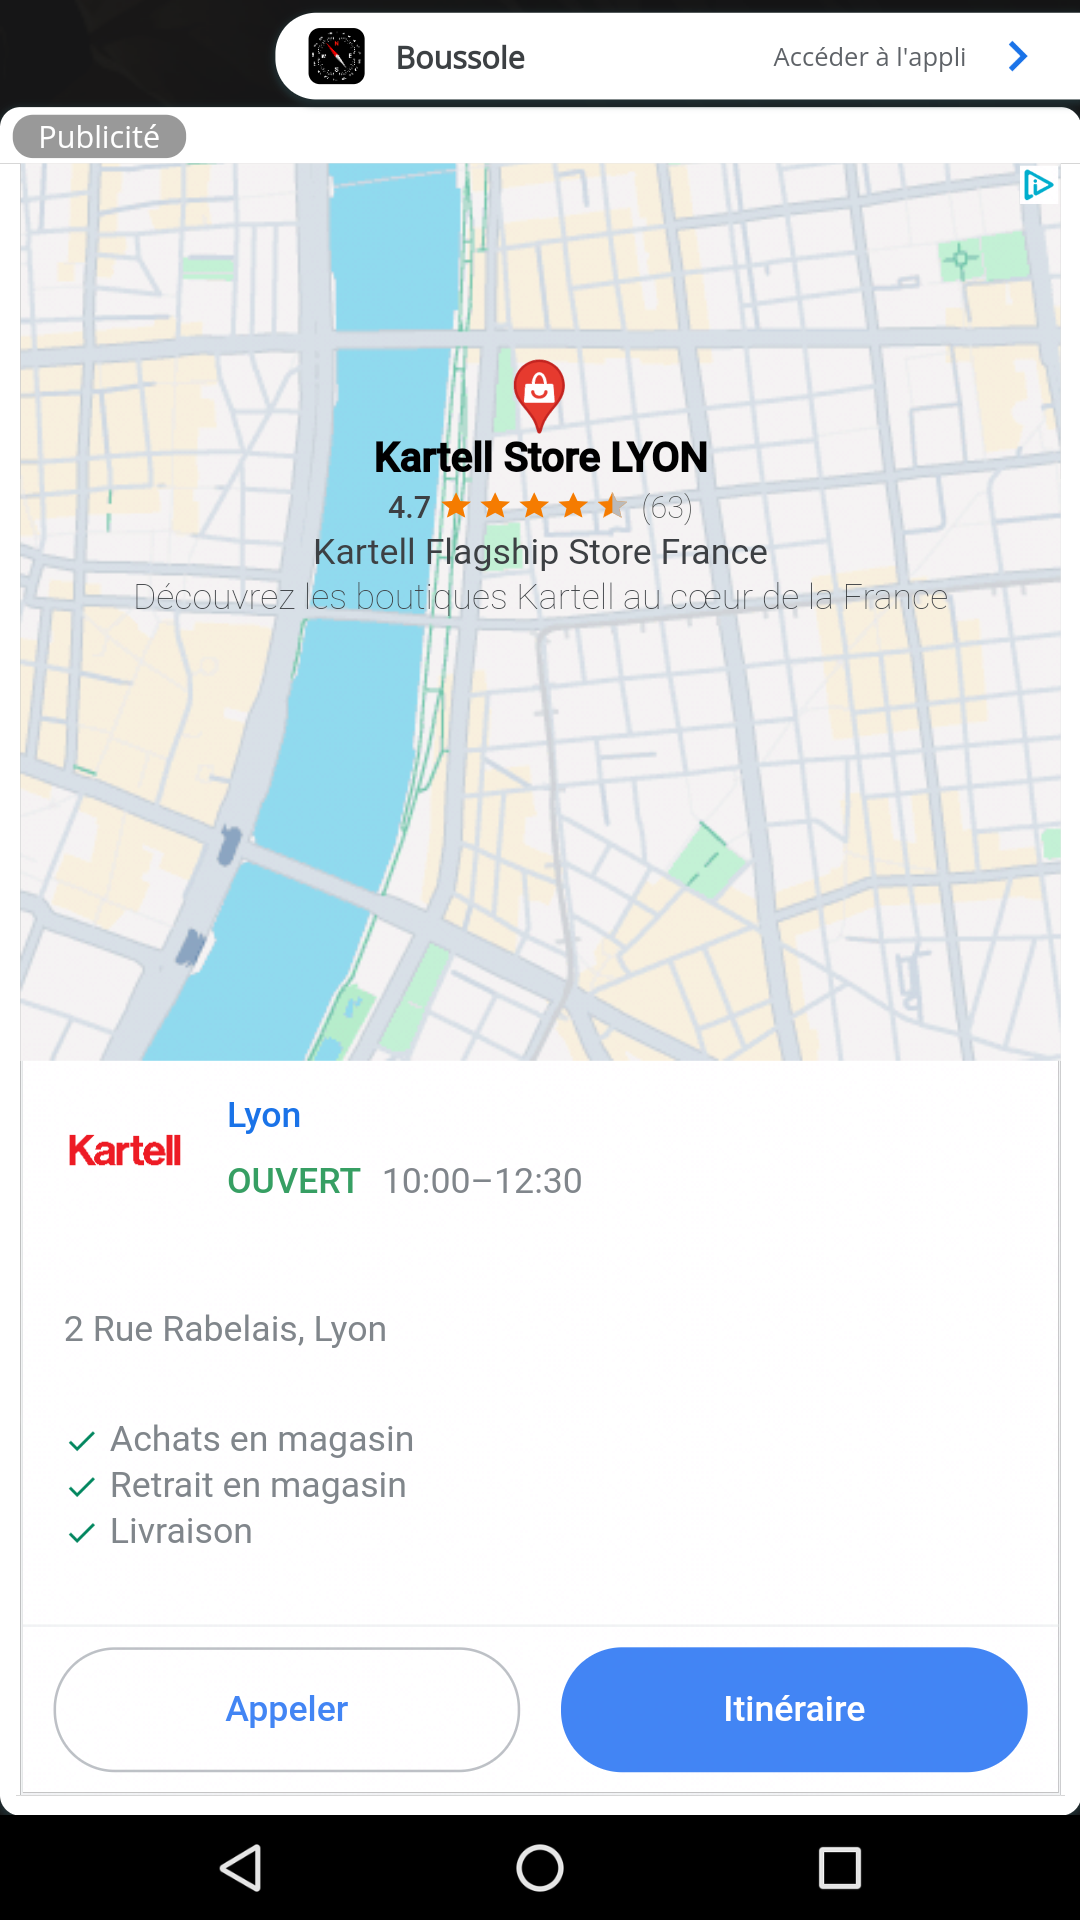 Boussole
Accéder à l'appli
Publicité
Kartell Store LYON
4.7 (63)
Kartell Flagship Store France
Découvrez les boutiques Kartell au cœur de la France
Kartell
Lyon
OUVERT 10:00–12:30
2 Rue Rabelais, Lyon
Achats en magasin
Retrait en magasin
Livraison
Appeler
Itinéraire